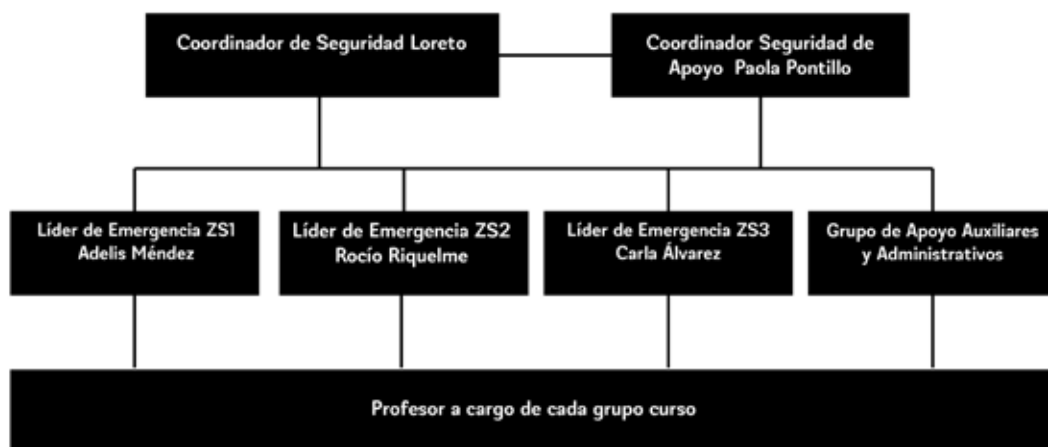 Coordinador de Seguridad Loreto
Coordinador Seguridad de
Apoyo Paola Pontillo
Líder de Emergencia ZS1
Adelis Méndez
Líder de Emergencia ZS2
Rocío Riquelme
Líder de Emergencia ZS3
Carla Álvarez
Grupo de Apoyo Auxiliares
y Administrativos
Profesor a cargo de cada grupo curso